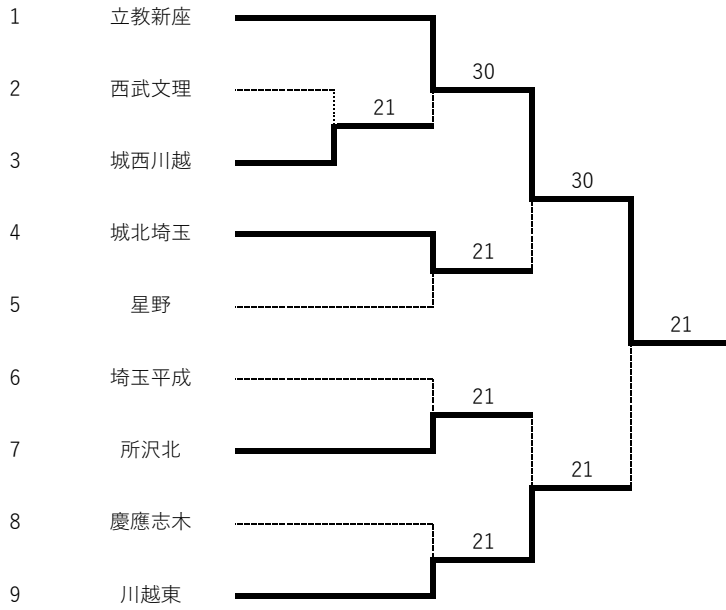 1 立教新座
30
2 西武文理
21
3 城西川越
30
4 城北埼玉
21
5 星野
21
6 埼玉平成
21
7 所沢北
21
8 慶應志木
21
9 川越東